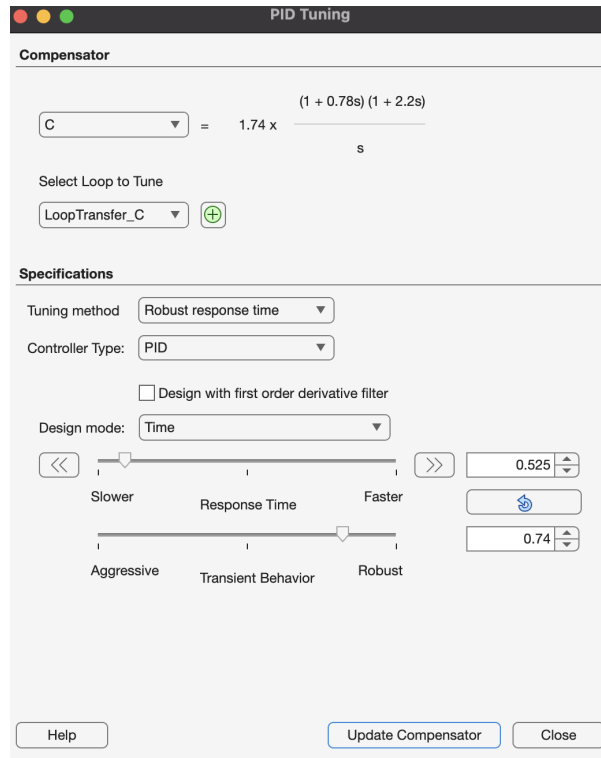 PID Tuning
Compensator
(1 + 0.78s) (1 + 2.2s)
C = 1.74 x
s
Select Loop to Tune
LoopTransfer_C
Specifications
Tuning method Robust response time
Controller Type: PID
Design with first order derivative filter
Design mode: Time
0.525
Slower Response Time Faster
0.74
Aggressive Transient Behavior Robust
Help Update Compensator Close